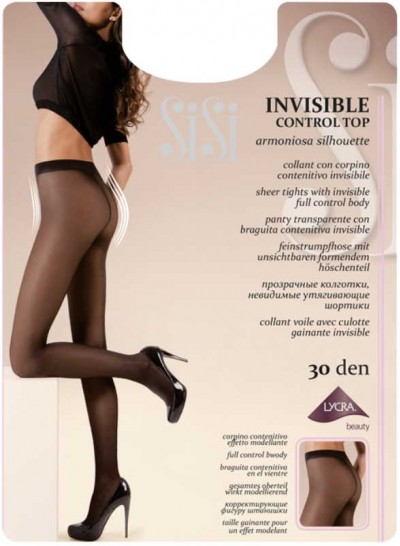 SiSi
INVISIBLE
CONTROL TOP
armoniosa silhouette
collant con corpino
contenitivo invisibile
sheer tights with invisible
full control body
panty transparente con
braguita contenitiva invisible
feinstrumpfhose mit
unsichtbaren formendem
höschenteil
прозрачные колготки,
невидимые утягивающие
шортики
collant voile avec culotte
gainante invisible
30 den
LYCRA.
beauty
corpino contenitivo
effetto modellante
full control bwody
braguita contenitiva
en el vientre
gesamtes oberteil
wirkt modellierend
корректирующие
фигуру штанишки
taille gainante pour
un effet modelant